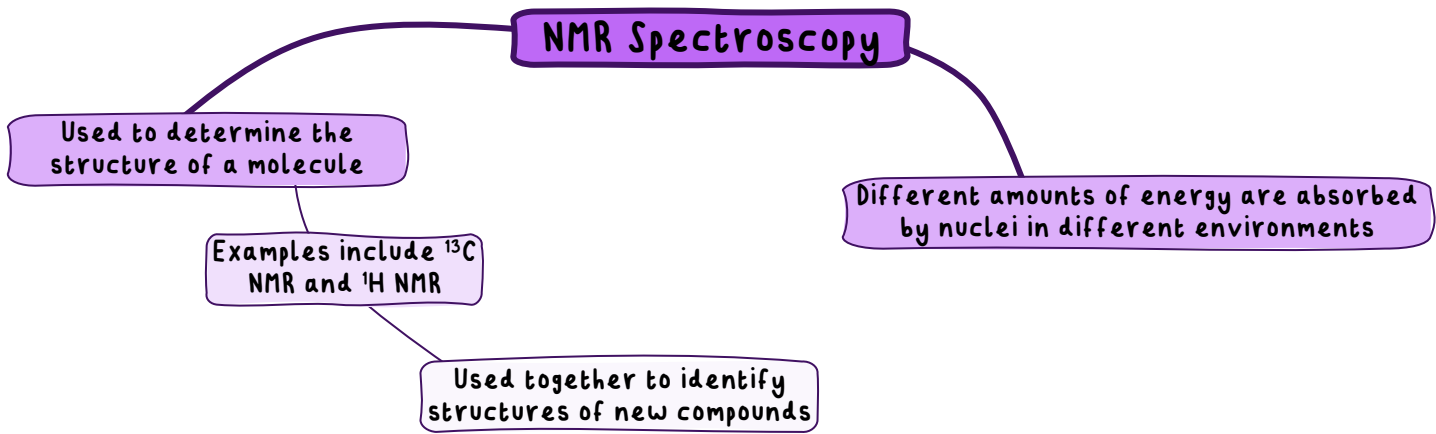 NMR Spectroscopy
Used to determine the
structure of a molecule
Different amounts of energy are absorbed
by nuclei in different environments
Examples include ¹³C
NMR and ¹H NMR
Used together to identify
structures of new compounds